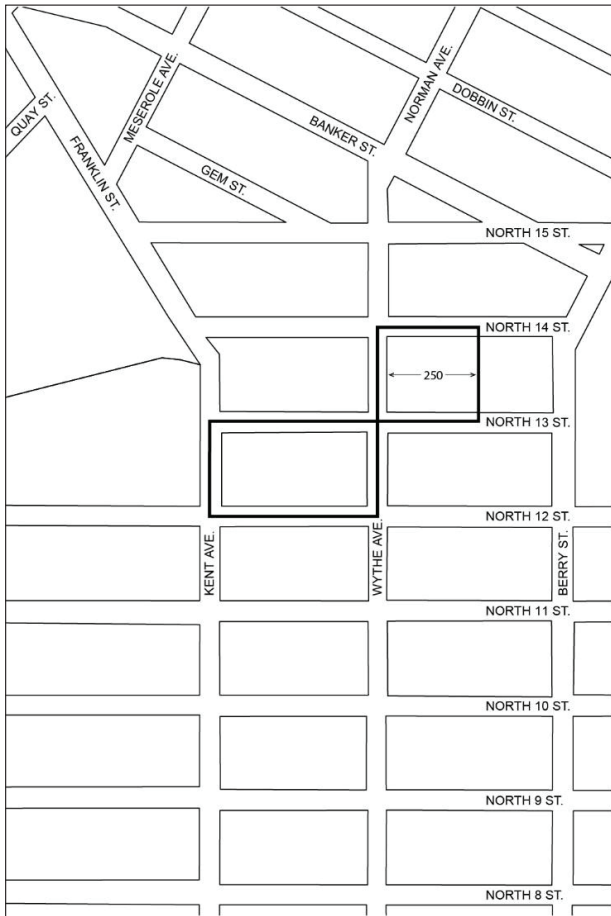 QUAY ST.
MESEROLE AVE.
FRANKLIN ST.
GEM ST.
BANKER ST.
NORMAN AVE.
DOBBIN ST.
NORTH 15 ST.
NORTH 14 ST.
250
NORTH 13 ST.
NORTH 12 ST.
KENT AVE.
WYTHE AVE.
BERRY ST.
NORTH 11 ST.
NORTH 10 ST.
NORTH 9 ST.
NORTH 8 ST.